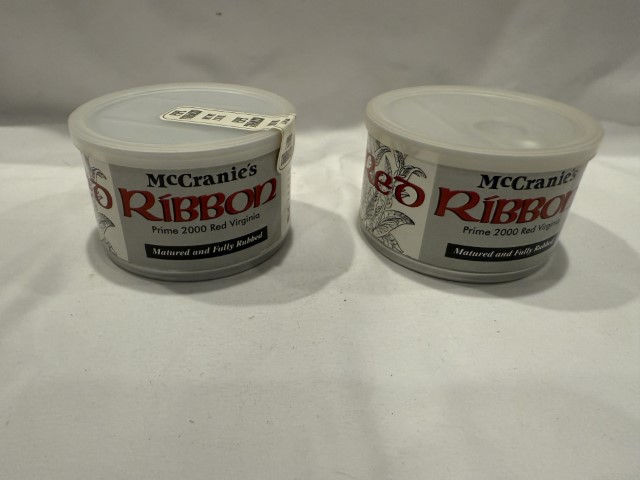 McCranie's
RIBBON
Prime 2000 Red Virginia
Matured and Fully Rubbed
McCranie's
RED RIBBON
Prime 2000 Red Virginia
Matured and Fully Rubbed